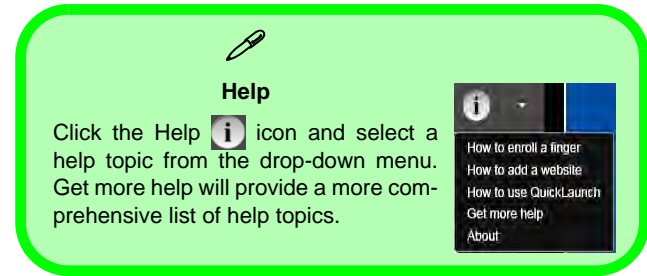 Help
Click the Help i icon and select a
help topic from the drop-down menu.
Get more help will provide a more com-
prehensive list of help topics.
i
How to enroll a finger
How to add a website
How to use QuickLaunch
Get more help
About